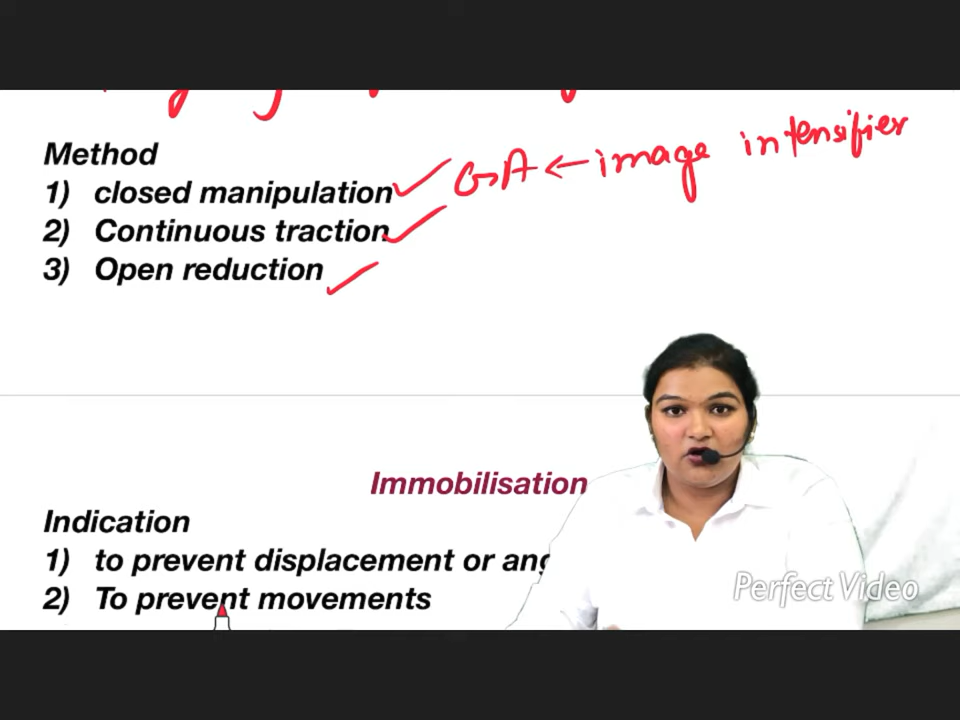 Method
1) closed manipulation GA ← image intensifier
2) Continuous traction
3) Open reduction
Immobilisation
Indication
1) to prevent displacement or ang
2) To prevent movements
Perfect Video